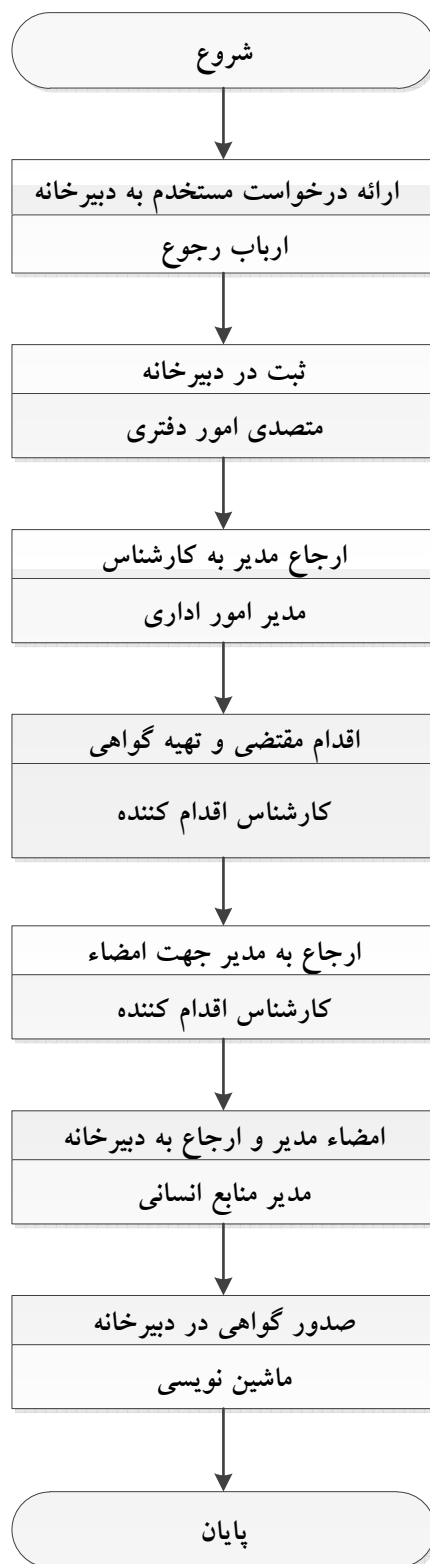 شروع
ارائه درخواست مستخدم به دبیرخانه
ارباب رجوع
ثبت در دبیرخانه
متصدی امور دفتری
ارجاع مدیر به کارشناس
مدیر امور اداری
اقدام مقتضی و تهیه گواهی
کارشناس اقدام کننده
ارجاع به مدیر جهت امضاء
کارشناس اقدام کننده
امضاء مدیر و ارجاع به دبیرخانه
مدیر منابع انسانی
صدور گواهی در دبیرخانه
ماشین نویسی
پایان